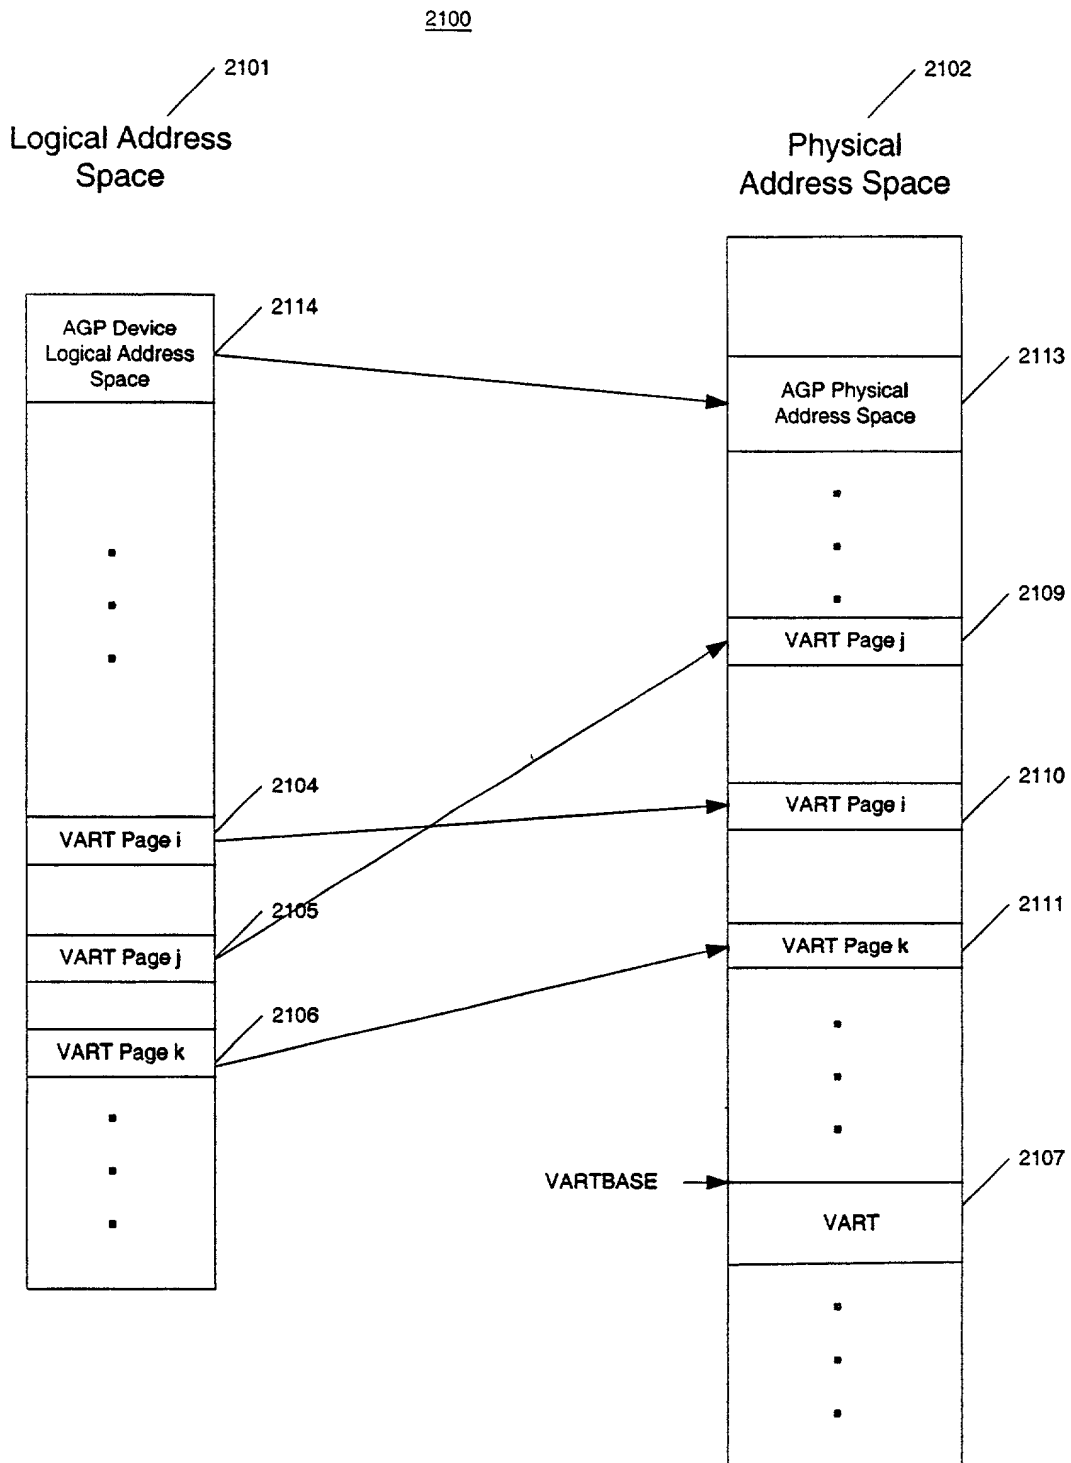 2100
2101
Logical Address
Space
2102
Physical
Address Space
2114
AGP Device
Logical Address
Space
2113
AGP Physical
Address Space
2109
VART Page j
2104
VART Page i
2110
VART Page i
2105
VART Page j
2111
VART Page k
2106
VART Page k
VARTBASE
2107
VART